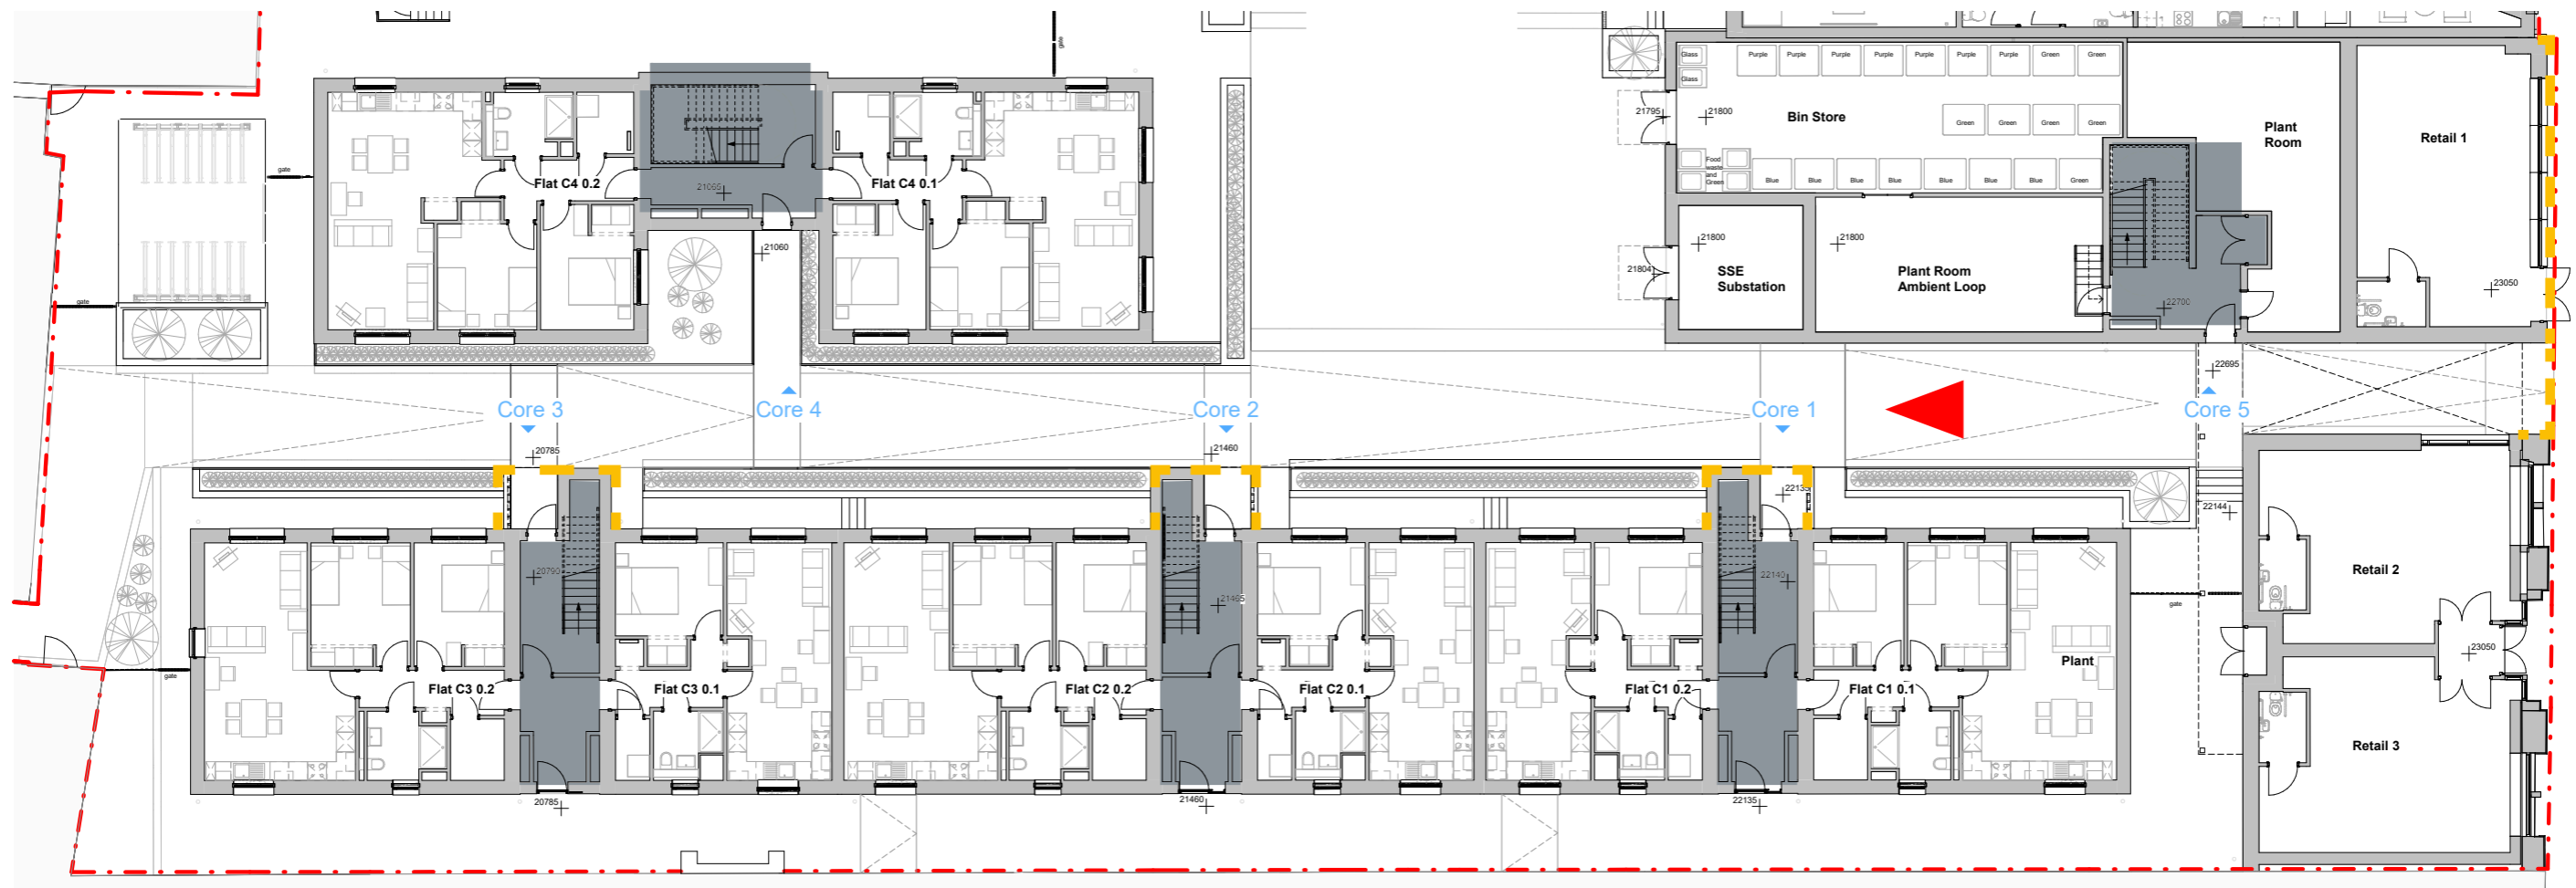 gate
Glass
Purple
Purple
Purple
Purple
Purple
Purple
Purple
Green
Green
Glass
21795
21800
Bin Store
Green
Green
Green
Green
Plant
Room
Retail 1
gate
Food
waste
and
Green
Blue
Blue
Blue
Blue
Blue
Blue
Blue
Green
Flat C4 0.2
21065
Flat C4 0.1
21060
21800
21800
21804
SSE
Substation
Plant Room
Ambient Loop
23050
22700
gate
22695
Core 3
Core 4
Core 2
Core 1
Core 5
20785
21460
22135
22144
20790
21465
22140
Retail 2
gate
23050
gate
Flat C3 0.2
Flat C3 0.1
Flat C2 0.2
Flat C2 0.1
Flat C1 0.2
Flat C1 0.1
Plant
Retail 3
20785
21460
22135